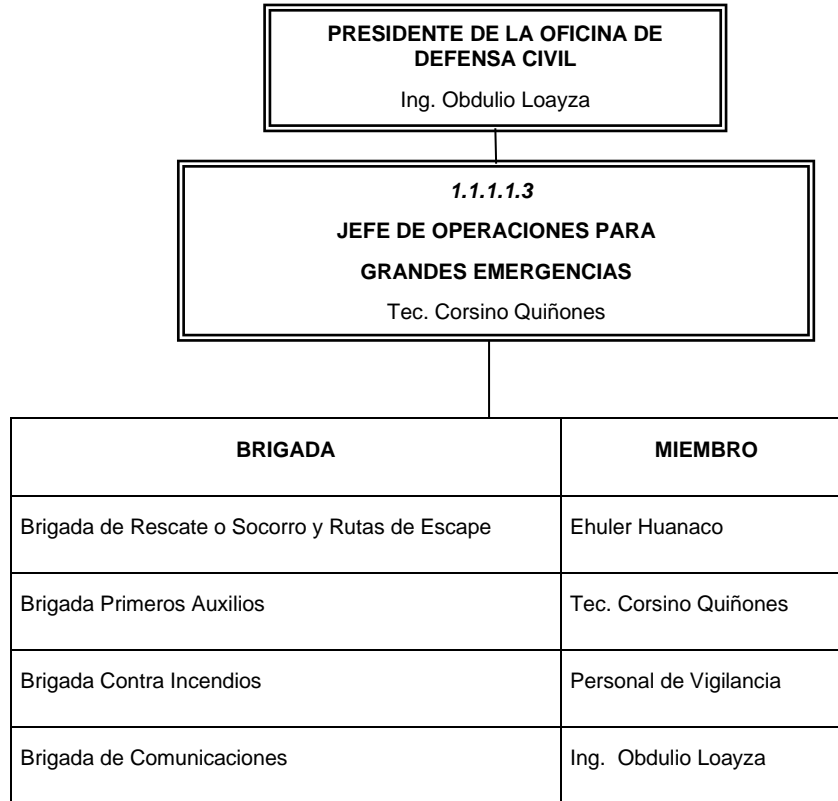 PRESIDENTE DE LA OFICINA DE
DEFENSA CIVIL
Ing. Obdulio Loayza
1.1.1.1.3
JEFE DE OPERACIONES PARA
GRANDES EMERGENCIAS
Tec. Corsino Quiñones
BRIGADA MIEMBRO
Brigada de Rescate o Socorro y Rutas de Escape Ehuler Huanaco
Brigada Primeros Auxilios Tec. Corsino Quiñones
Brigada Contra Incendios Personal de Vigilancia
Brigada de Comunicaciones Ing. Obdulio Loayza